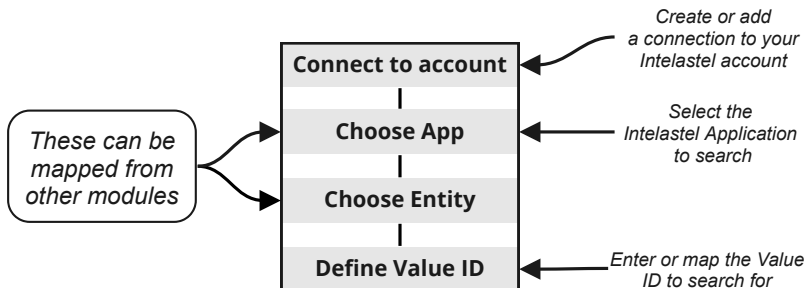 Create or add
a connection to your
Intelastel account
Connect to account
Select the
Intelastel Application
to search
Choose App
These can be
mapped from
other modules
Choose Entity
Define Value ID
Enter or map the Value
ID to search for